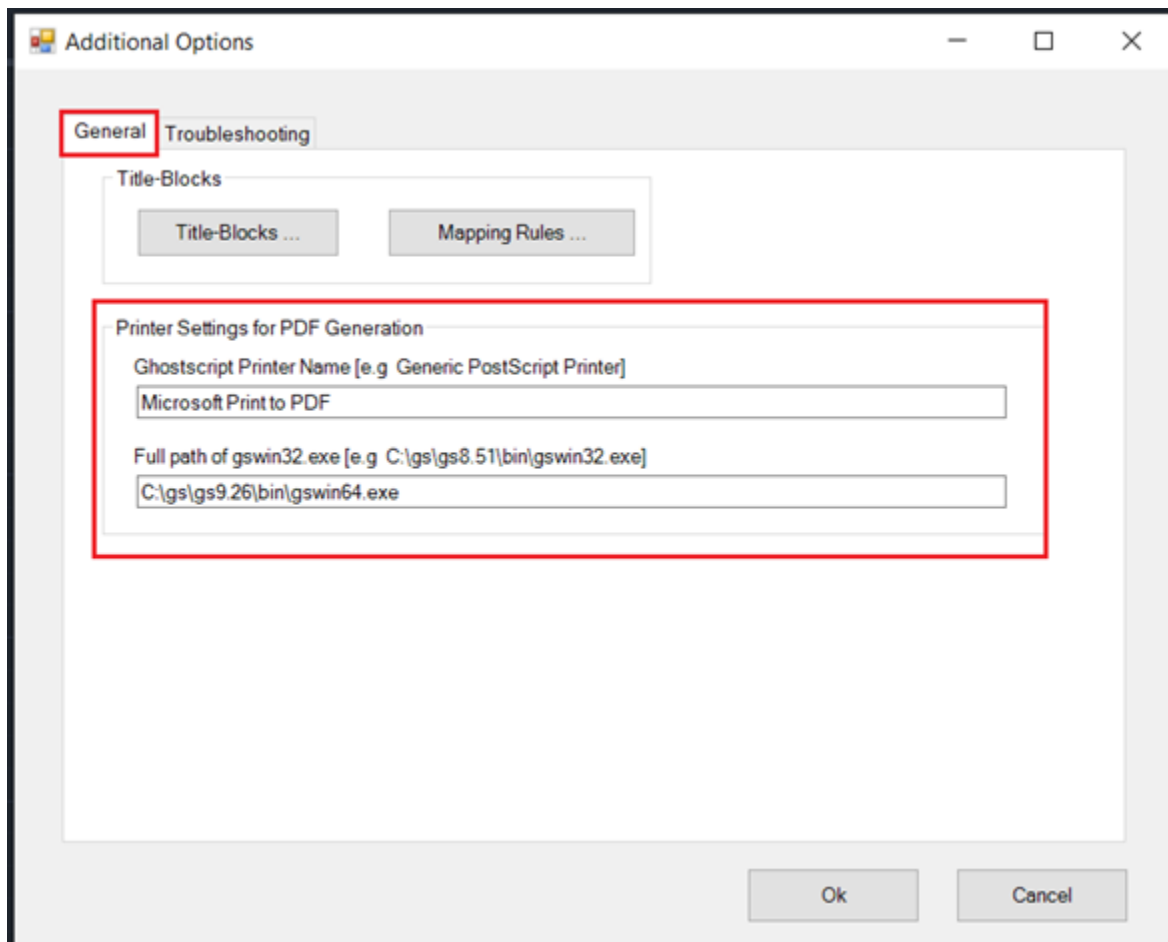 Additional Options
General Troubleshooting
Title-Blocks
Title-Blocks ... Mapping Rules ...
Printer Settings for PDF Generation
Ghostscript Printer Name [e.g Generic PostScript Printer]
Microsoft Print to PDF
Full path of gswin32.exe [e.g C:\gs\gs8.51\bin\gswin32.exe]
C:\gs\gs9.26\bin\gswin64.exe
Ok Cancel